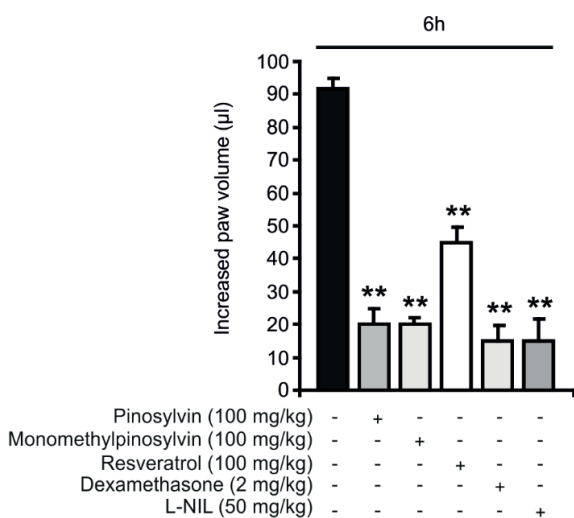 6h
Increased paw volume (µl)
100
90
80
70
60
50
40
30
20
10
0
** ** ** ** **
Pinosylvin (100 mg/kg) - + - - - -
Monomethylpinosylvin (100 mg/kg) - - + - - -
Resveratrol (100 mg/kg) - - - + - -
Dexamethasone (2 mg/kg) - - - - + -
L-NIL (50 mg/kg) - - - - - +